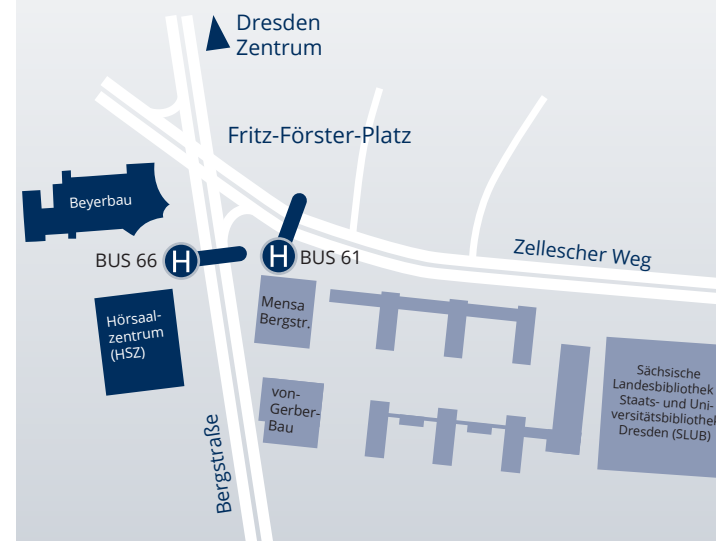 Dresden
Zentrum
Fritz-Förster-Platz
Beyerbau
BUS 66 H
H BUS 61
Zellescher Weg
Mensa
Bergstr.
Hörsaal-
zentrum
(HSZ)
von-
Gerber-
Bau
Sächsische
Landesbibliothek
Staats- und Uni-
versitätsbibliothek
Dresden (SLUB)
Bergstraße